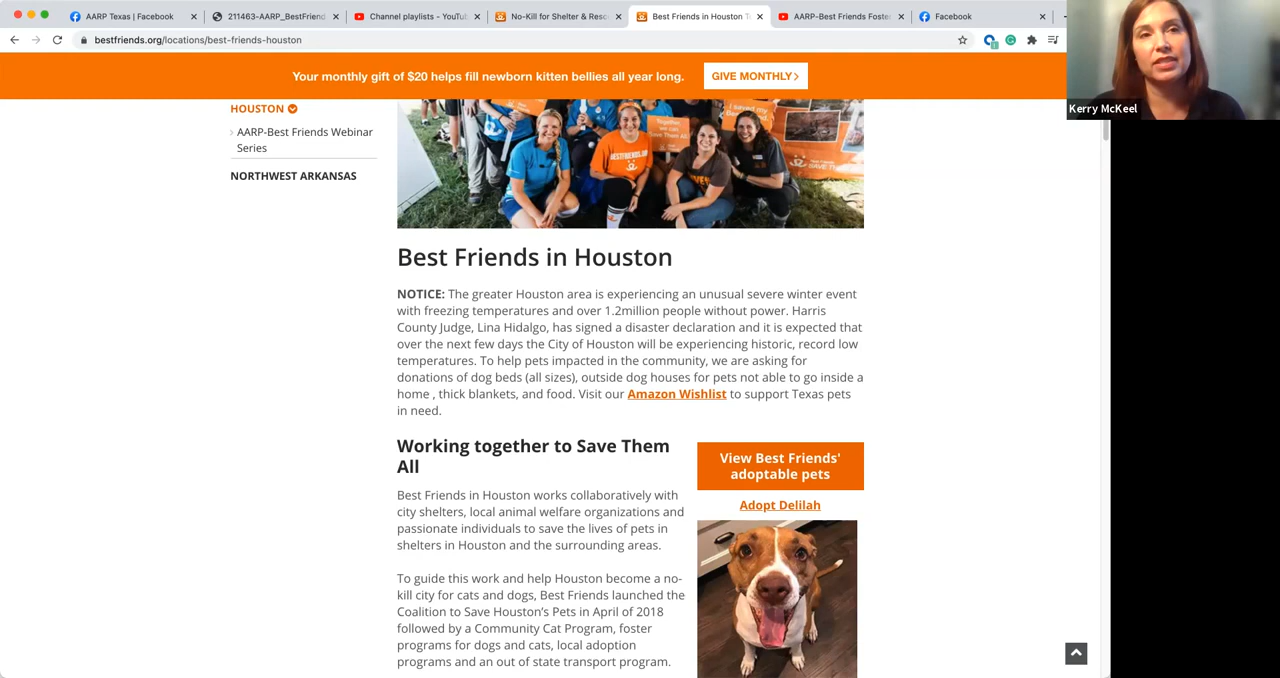 AARP Texas | Facebook
211463-AARP_BestFriend
Channel playlists - YouTu
No-Kill for Shelter & Resc
Best Friends in Houston T
AARP-Best Friends Foste
Facebook
bestfriends.org/locations/best-friends-houston
Your monthly gift of $20 helps fill newborn kitten bellies all year long.
GIVE MONTHLY
Kerry McKeel
HOUSTON
AARP-Best Friends Webinar
Series
NORTHWEST ARKANSAS
Best Friends in Houston
NOTICE: The greater Houston area is experiencing an unusual severe winter event
with freezing temperatures and over 1.2million people without power. Harris
County Judge, Lina Hidalgo, has signed a disaster declaration and it is expected that
over the next few days the City of Houston will be experiencing historic, record low
temperatures. To help pets impacted in the community, we are asking for
donations of dog beds (all sizes), outside dog houses for pets not able to go inside a
home , thick blankets, and food. Visit our Amazon Wishlist to support Texas pets
in need.
Working together to Save Them
All
Best Friends in Houston works collaboratively with
city shelters, local animal welfare organizations and
passionate individuals to save the lives of pets in
shelters in Houston and the surrounding areas.
To guide this work and help Houston become a no-
kill city for cats and dogs, Best Friends launched the
Coalition to Save Houston's Pets in April of 2018
followed by a Community Cat Program, foster
programs for dogs and cats, local adoption
programs and an out of state transport program.
View Best Friends'
adoptable pets
Adopt Delilah